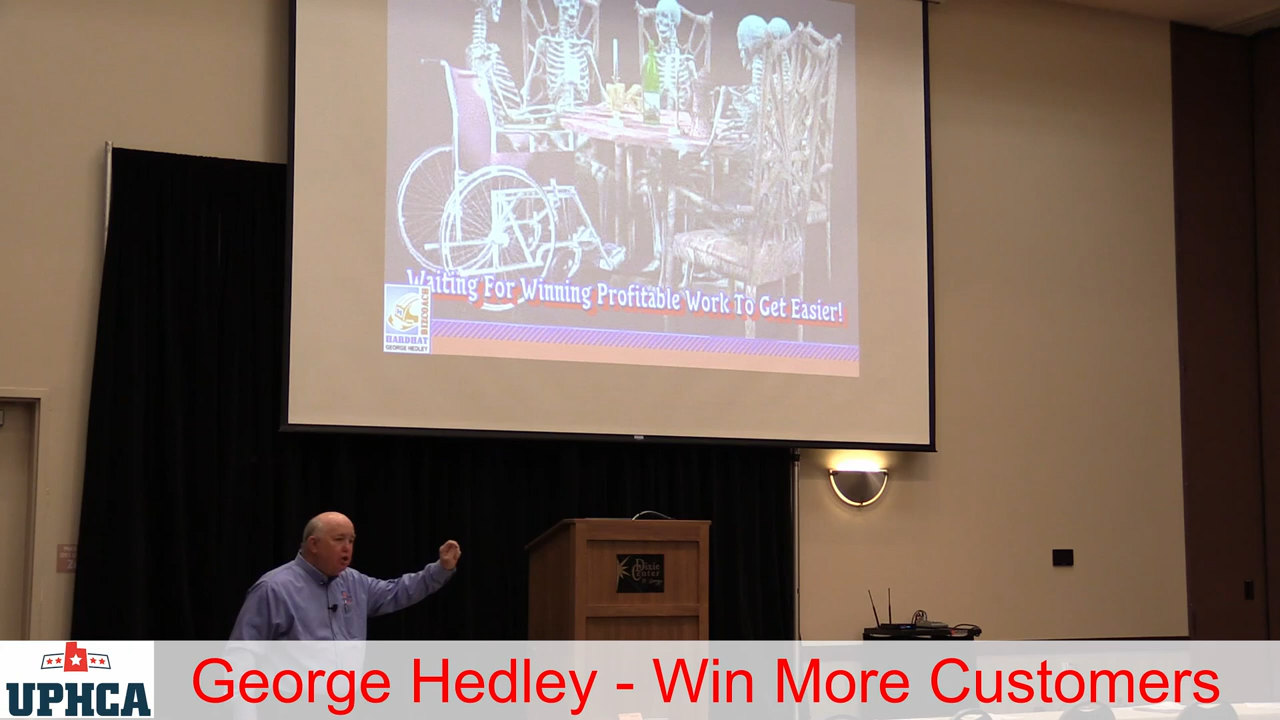 Waiting For Winning Profitable Work To Get Easier!
BIZCOACH
HARDHAT
GEORGE HEDLEY
Dixie
Center
UPHCA
George Hedley - Win More Customers